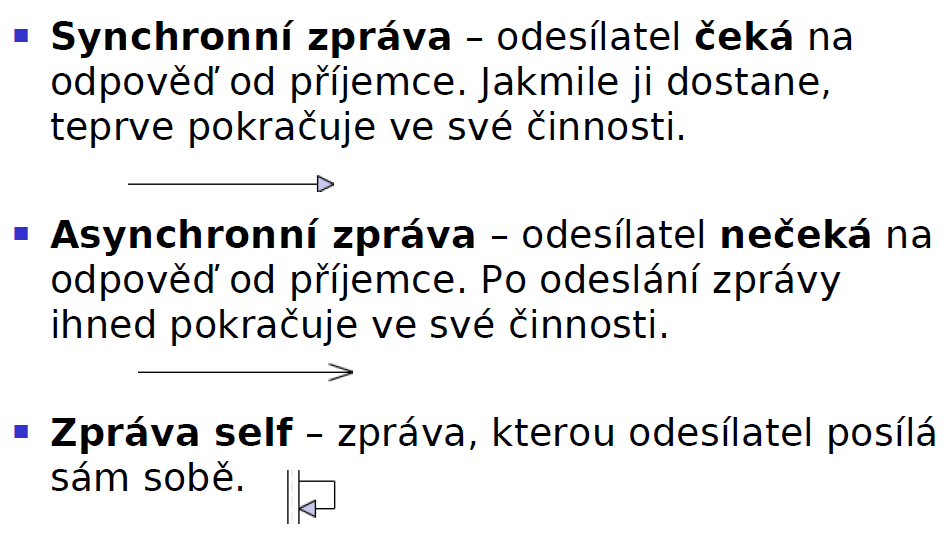 Synchronní zpráva – odesílatel čeká na
odpověď od příjemce. Jakmile ji dostane,
teprve pokračuje ve své činnosti.
Asynchronní zpráva – odesílatel nečeká na
odpověď od příjemce. Po odeslání zprávy
ihned pokračuje ve své činnosti.
Zpráva self – zpráva, kterou odesílatel posílá
sám sobě.